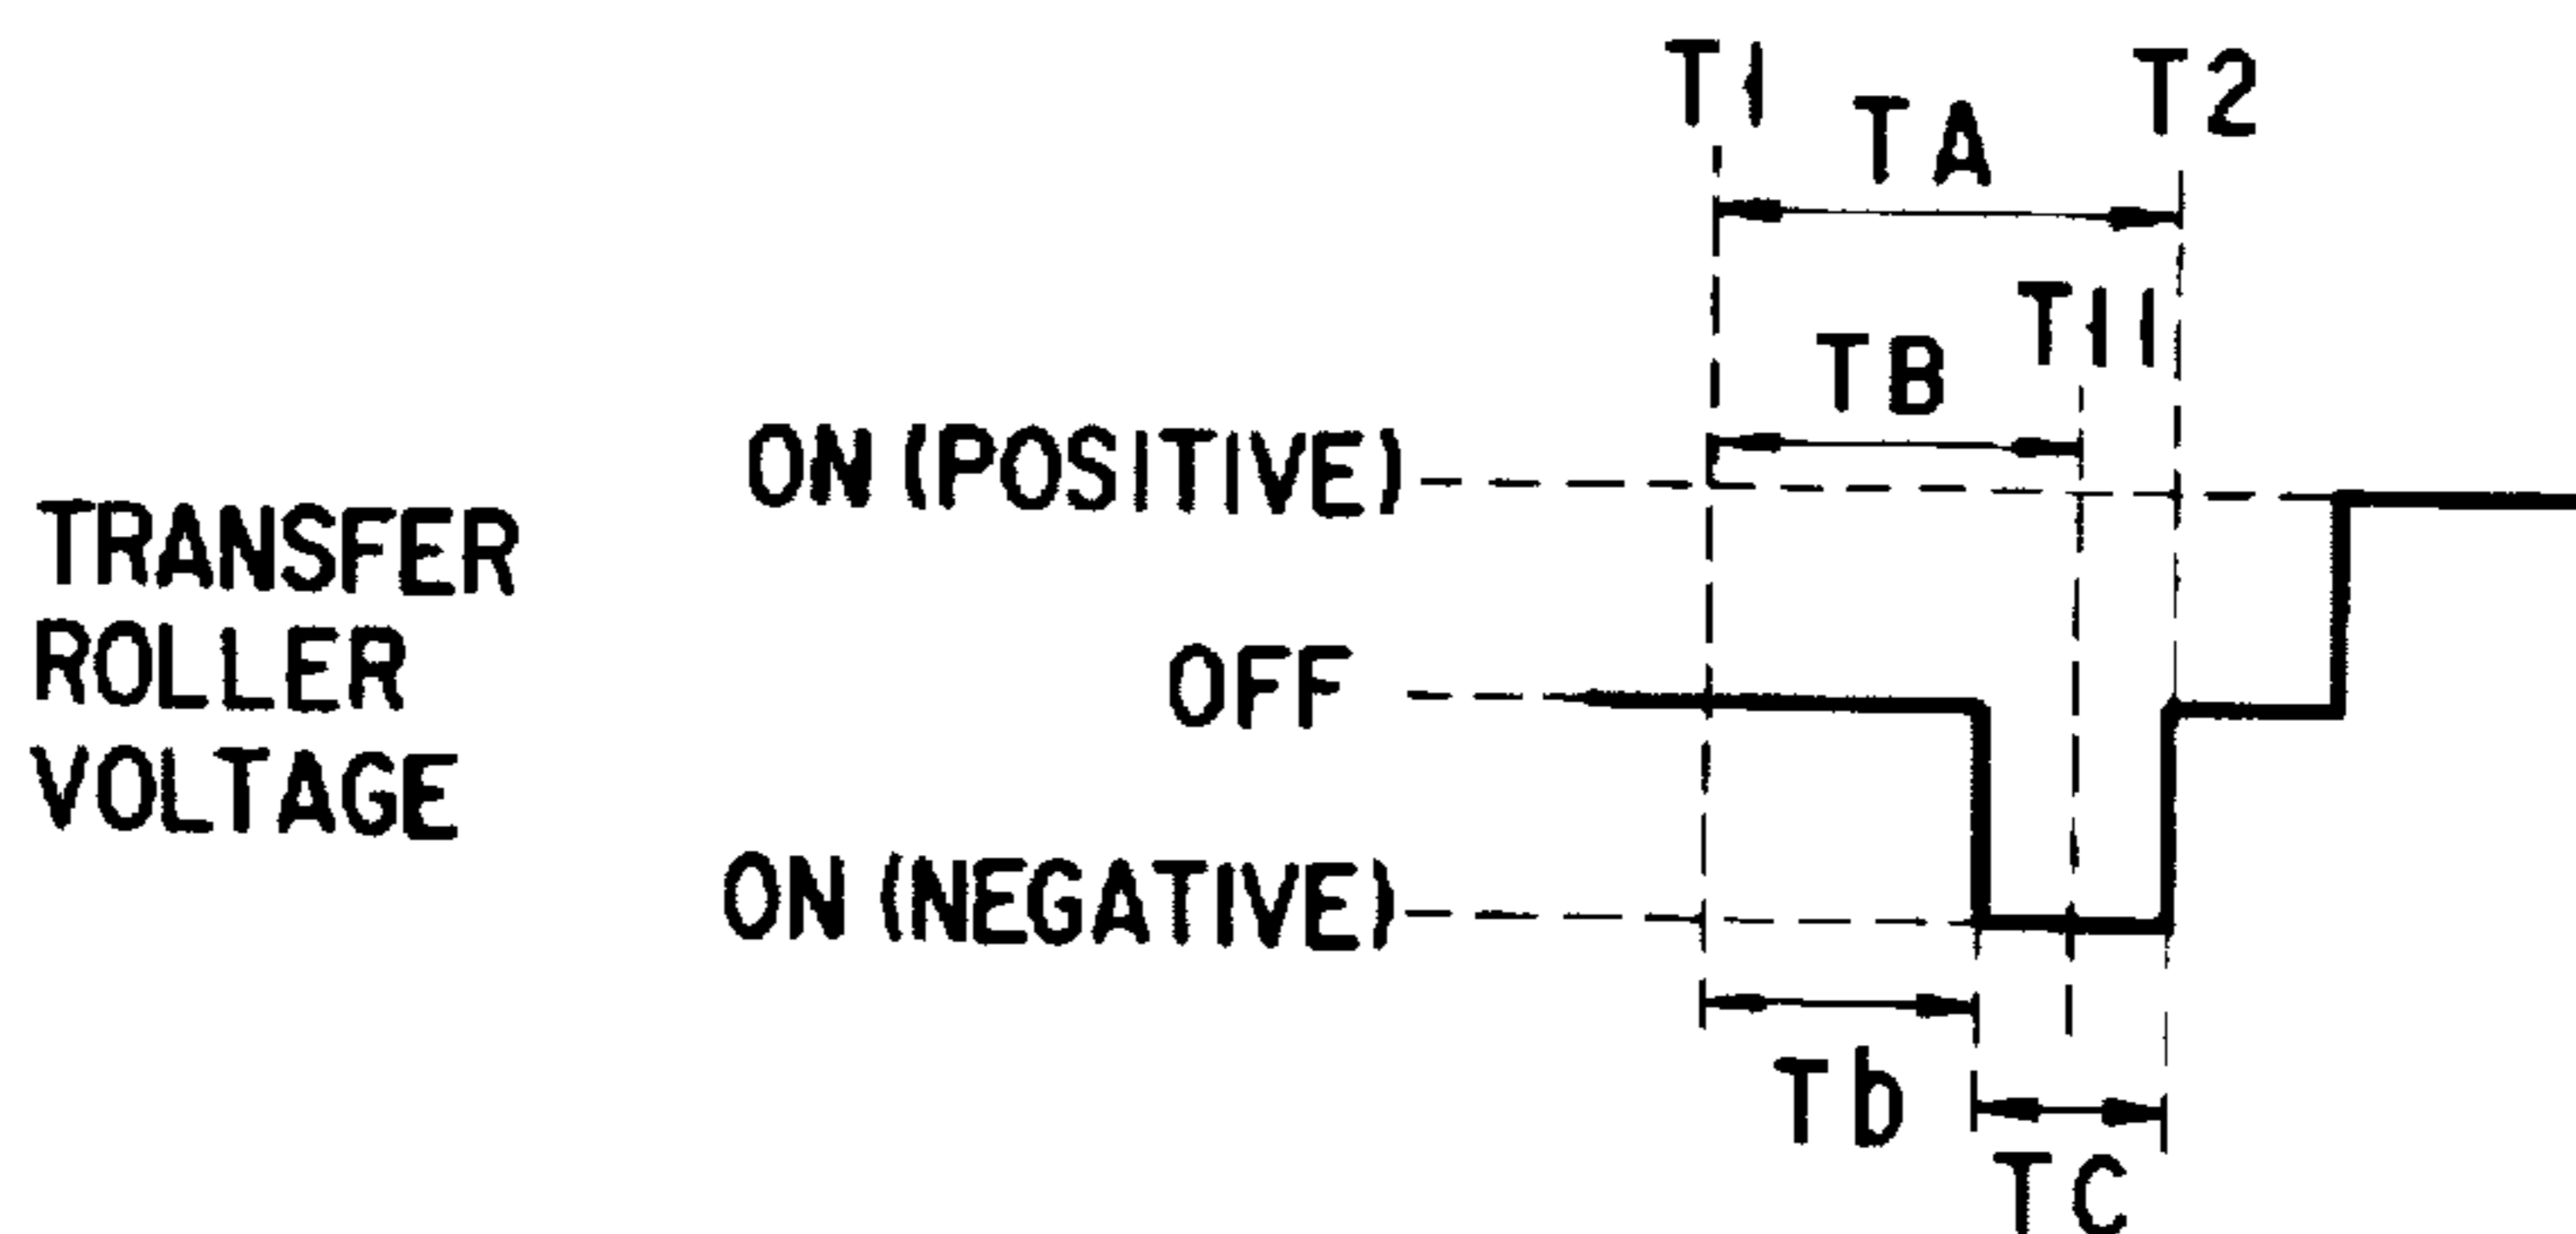 T1
T2
TA
T11
TB
ON (POSITIVE)
TRANSFER
ROLLER
VOLTAGE
OFF
ON (NEGATIVE)
Tb
TC